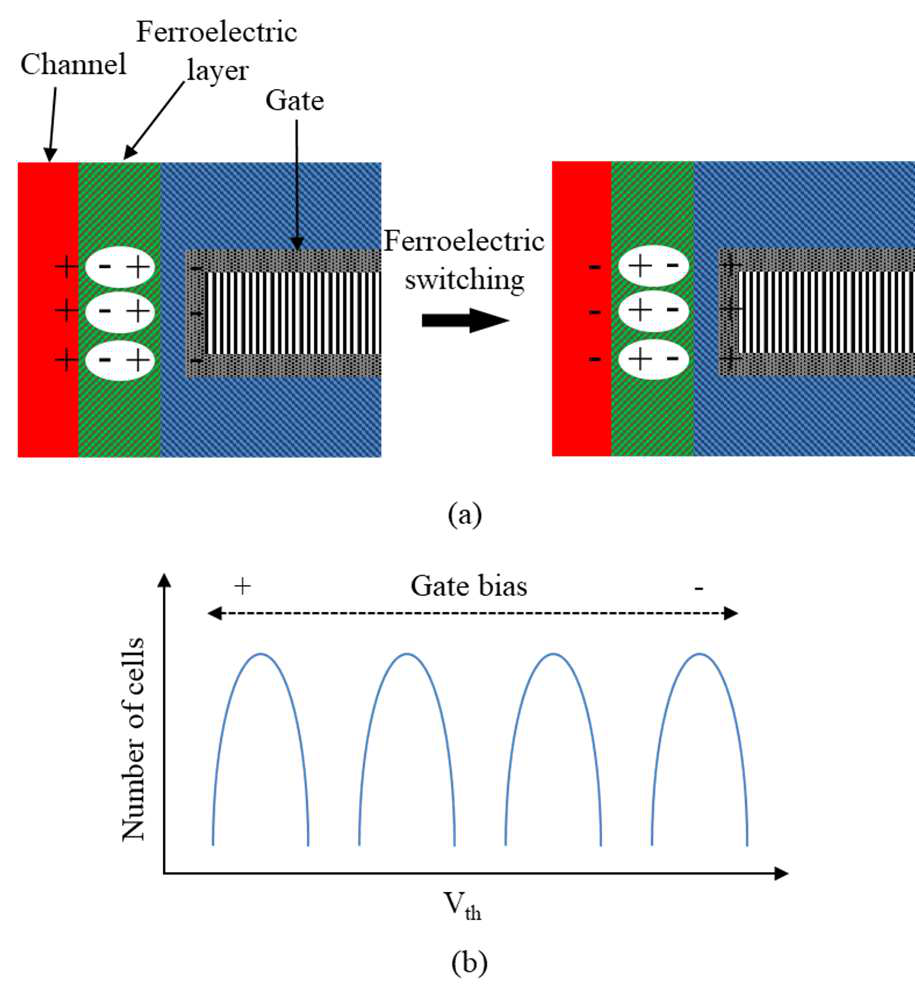 Ferroelectric
layer
Channel
Gate
+ - + -
+ - + -
+ - + -
Ferroelectric
switching
- + - +
- + - +
- + - +
(a)
+ Gate bias -
Number of cells
Vth
(b)